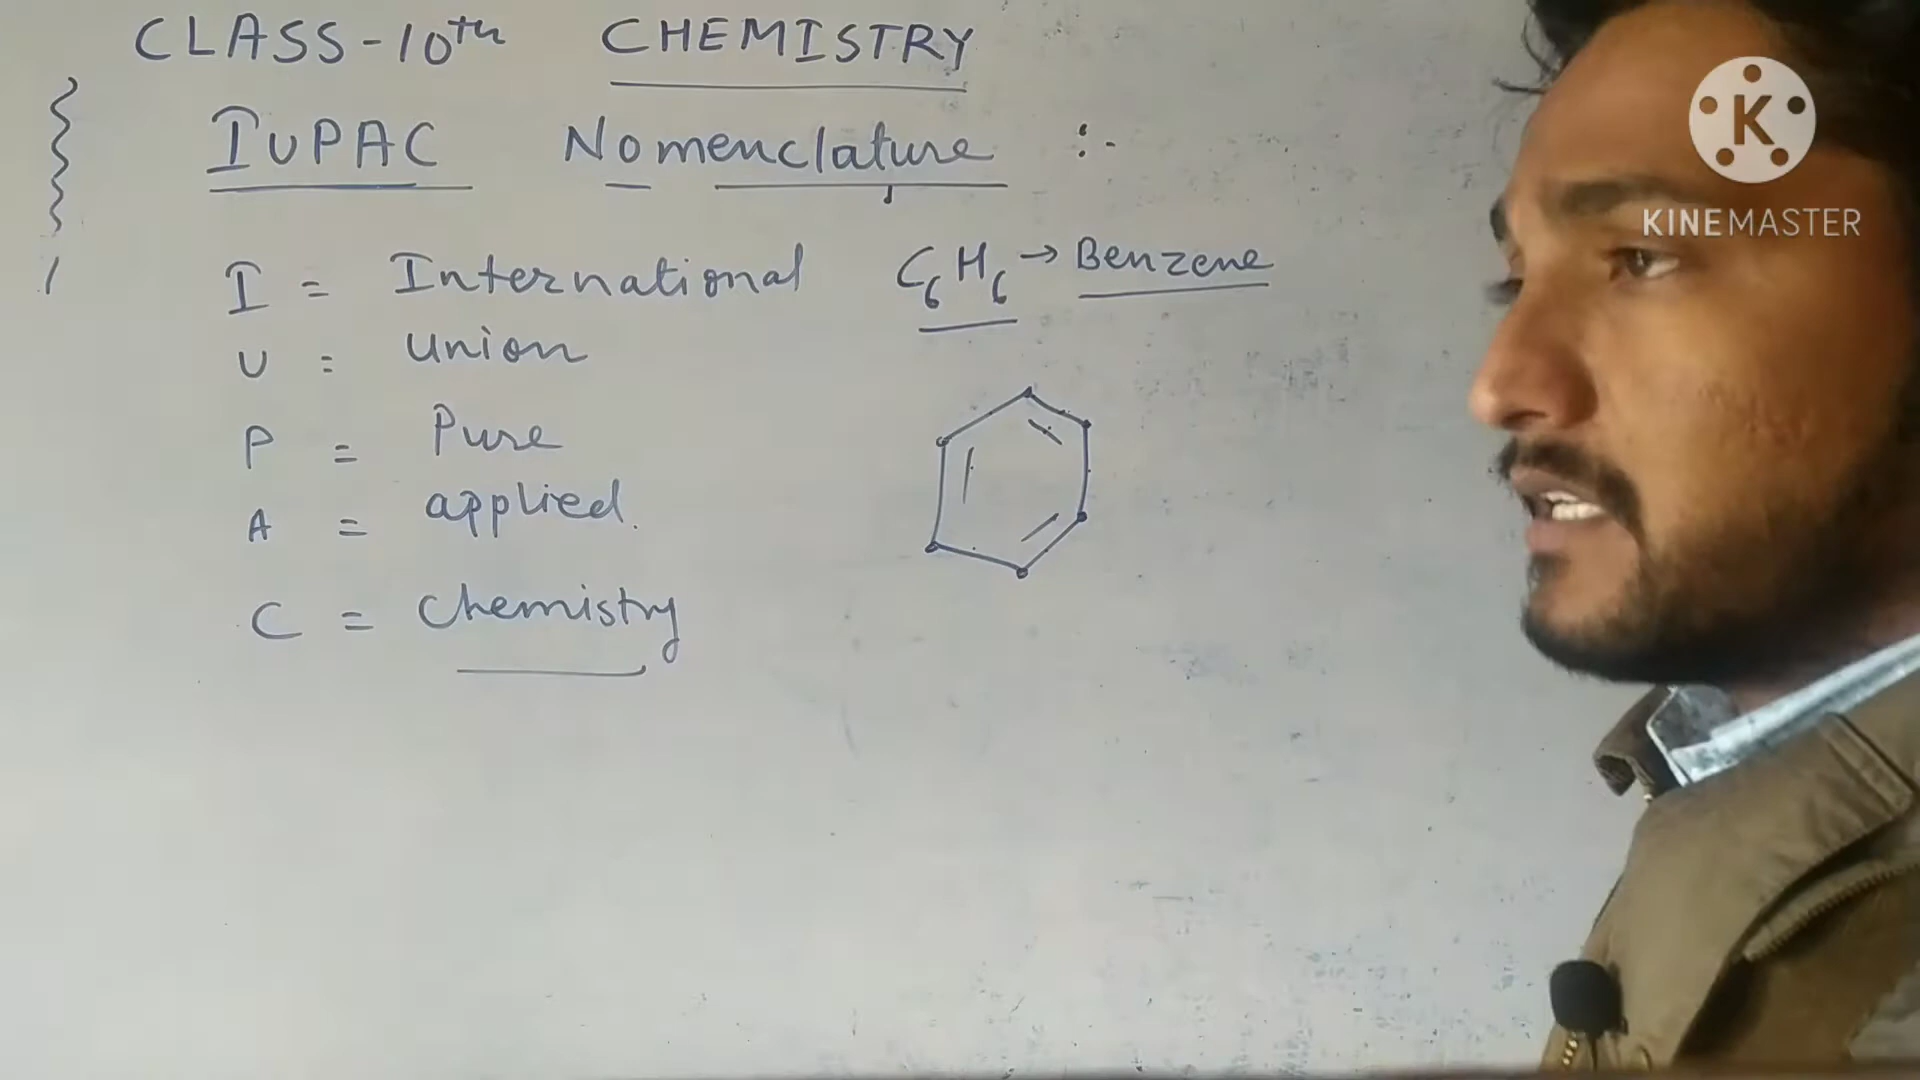 CLASS-10th CHEMISTRY
IUPAC Nomenclature :-
I = International
U = union
P = Pure
A = applied.
C = Chemistry
C6H6 → Benzene
K
KINEMASTER